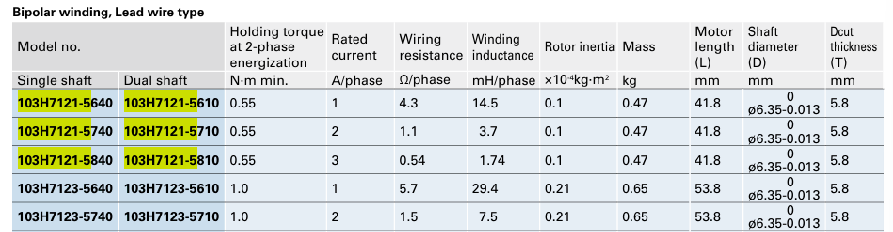 Bipolar winding, Lead wire type
Model no. Holding torque at 2-phase energization Rated current Wiring resistance Winding inductance Rotor inertia Mass Motor length (L) Shaft diameter (D) Dcut thickness (T)
Single shaft Dual shaft N·m min. A/phase Ω/phase mH/phase ×10⁻⁴kg·m² kg mm mm mm
103H7121-5640 103H7121-5610 0.55 1 4.3 14.5 0.1 0.47 41.8 ø6.35 0 -0.013 5.8
103H7121-5740 103H7121-5710 0.55 2 1.1 3.7 0.1 0.47 41.8 ø6.35 0 -0.013 5.8
103H7121-5840 103H7121-5810 0.55 3 0.54 1.74 0.1 0.47 41.8 ø6.35 0 -0.013 5.8
103H7123-5640 103H7123-5610 1.0 1 5.7 29.4 0.21 0.65 53.8 ø6.35 0 -0.013 5.8
103H7123-5740 103H7123-5710 1.0 2 1.5 7.5 0.21 0.65 53.8 ø6.35 0 -0.013 5.8